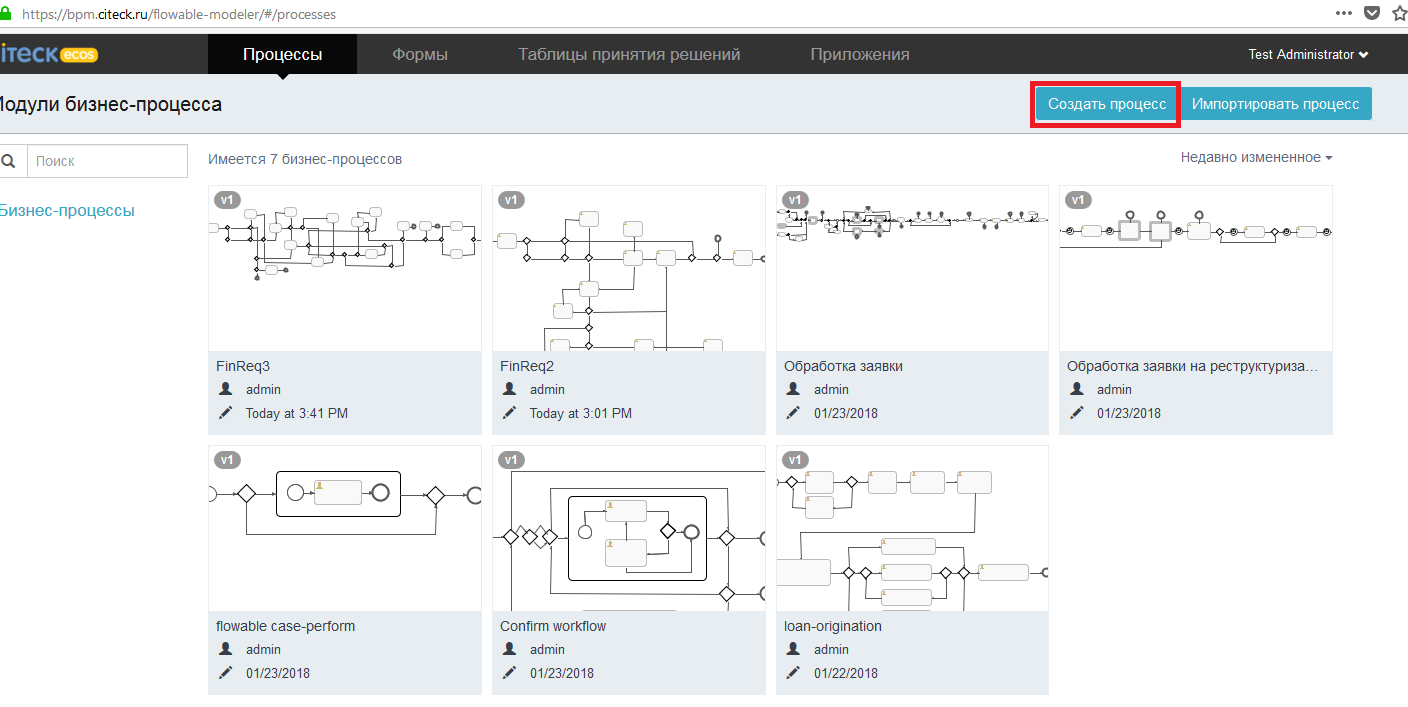 https://bpm.citeck.ru/flowable-modeler/#/processes
iteck ecos
Процессы
Формы
Таблицы принятия решений
Приложения
Test Administrator
Модули бизнес-процесса
Создать процесс
Импортировать процесс
Поиск
Имеется 7 бизнес-процессов
Недавно измененное
Бизнес-процессы
v1
FinReq3
admin
Today at 3:41 PM
v1
FinReq2
admin
Today at 3:01 PM
v1
Обработка заявки
admin
01/23/2018
v1
Обработка заявки на реструктуриза...
admin
01/23/2018
v1
flowable case-perform
admin
01/23/2018
v1
Confirm workflow
admin
01/23/2018
v1
loan-origination
admin
01/22/2018